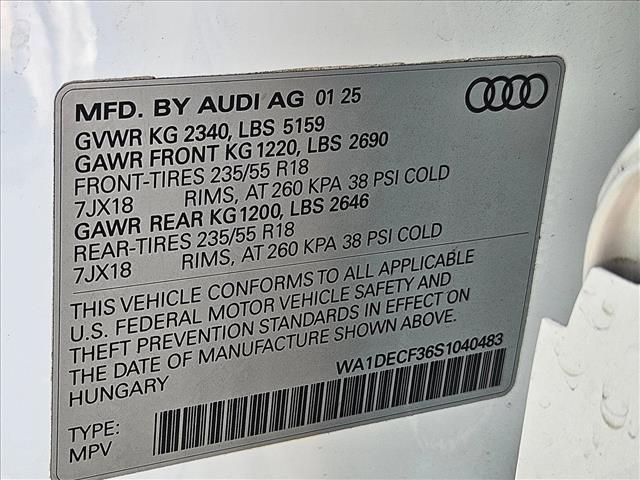 MFD. BY AUDI AG 01 25
GVWR KG 2340, LBS 5159
GAWR FRONT KG 1220, LBS 2690
FRONT-TIRES 235/55 R18
7JX18 RIMS, AT 260 KPA 38 PSI COLD
GAWR REAR KG 1200, LBS 2646
REAR-TIRES 235/55 R18
7JX18 RIMS, AT 260 KPA 38 PSI COLD
THIS VEHICLE CONFORMS TO ALL APPLICABLE
U.S. FEDERAL MOTOR VEHICLE SAFETY AND
THEFT PREVENTION STANDARDS IN EFFECT ON
DATE OF MANUFACTURE SHOWN ABOVE.
HUNGARY WA1DECF36S1040483
TYPE:
MPV